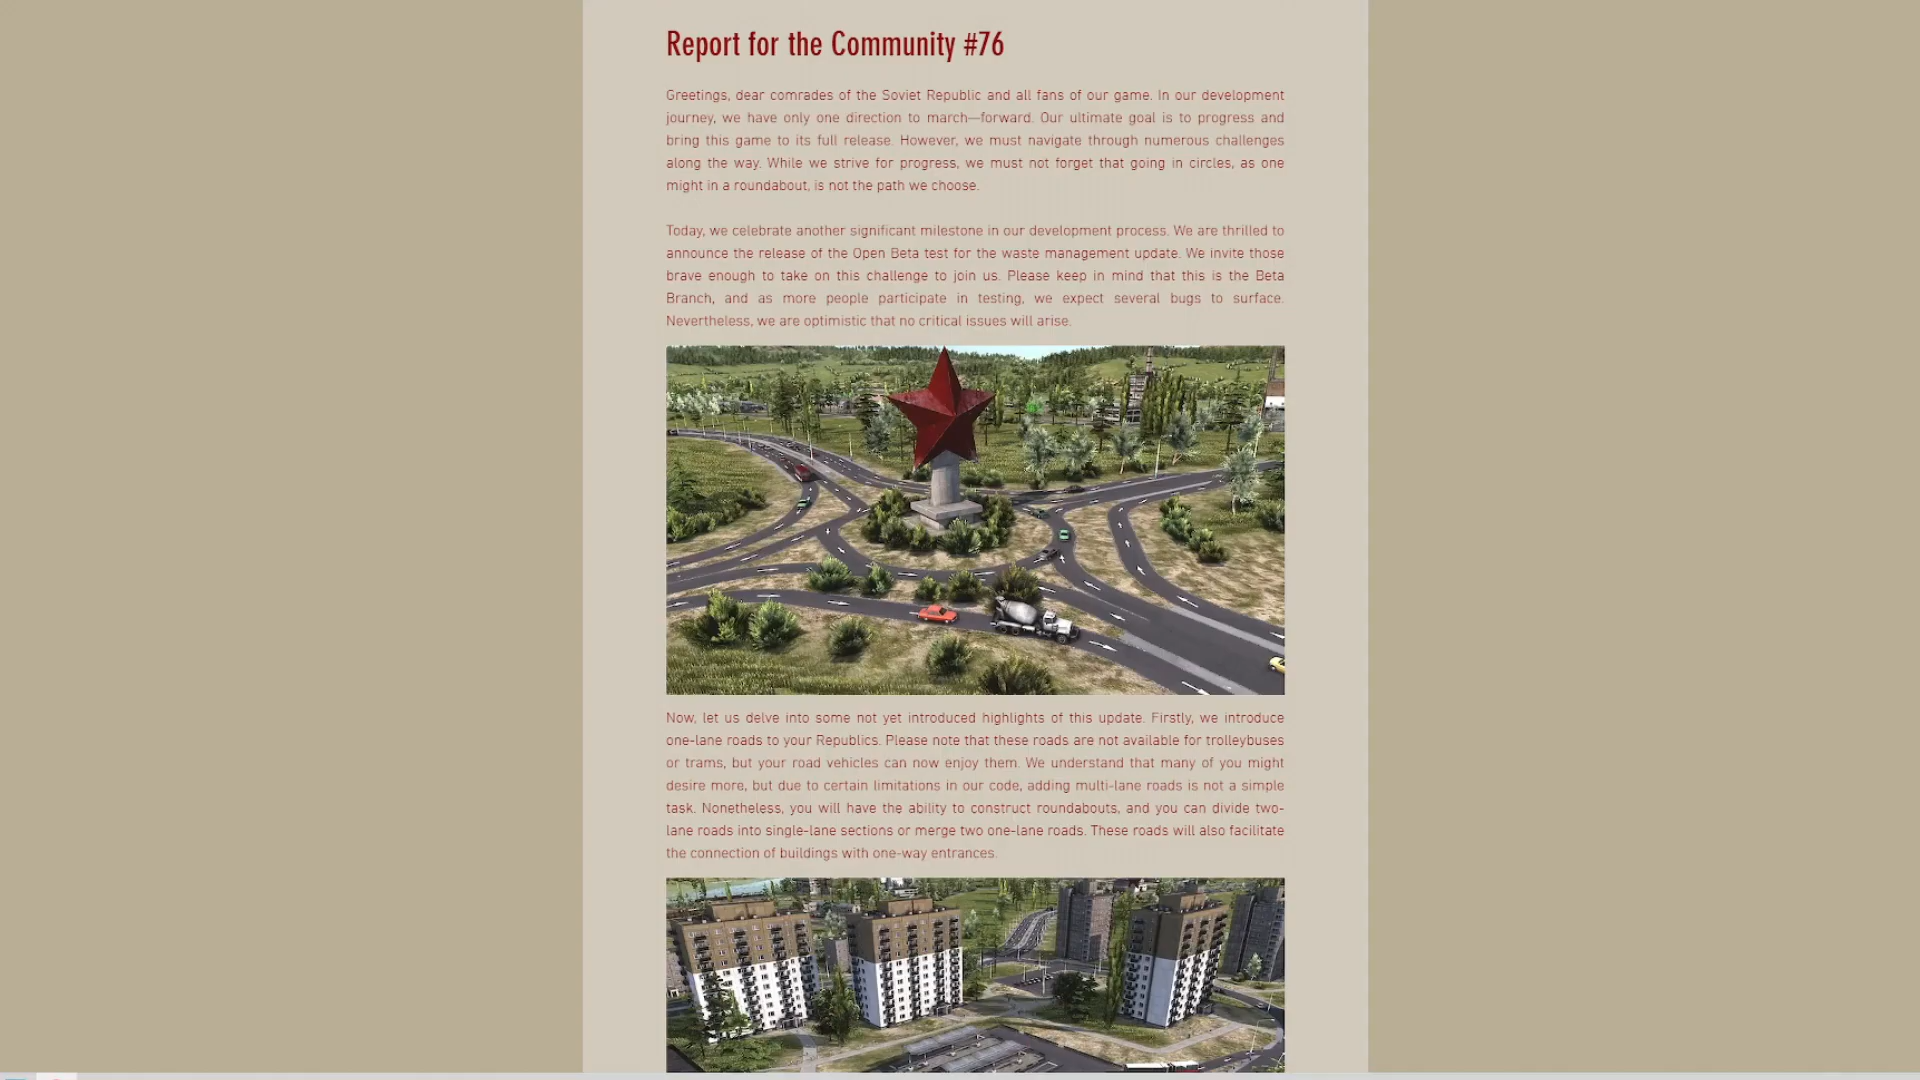 Report for the Community #76
Greetings, dear comrades of the Soviet Republic and all fans of our game. In our development
journey, we have only one direction to march—forward. Our ultimate goal is to progress and
bring this game to its full release. However, we must navigate through numerous challenges
along the way. While we strive for progress, we must not forget that going in circles, as one
might in a roundabout, is not the path we choose.
Today, we celebrate another significant milestone in our development process. We are thrilled to
announce the release of the Open Beta test for the waste management update. We invite those
brave enough to take on this challenge to join us. Please keep in mind that this is the Beta
Branch, and as more people participate in testing, we expect several bugs to surface.
Nevertheless, we are optimistic that no critical issues will arise.
Now, let us delve into some not yet introduced highlights of this update. Firstly, we introduce
one-lane roads to your Republics. Please note that these roads are not available for trolleybuses
or trams, but your road vehicles can now enjoy them. We understand that many of you might
desire more, but due to certain limitations in our code, adding multi-lane roads is not a simple
task. Nonetheless, you will have the ability to construct roundabouts, and you can divide two-
lane roads into single-lane sections or merge two one-lane roads. These roads will also facilitate
the connection of buildings with one-way entrances.